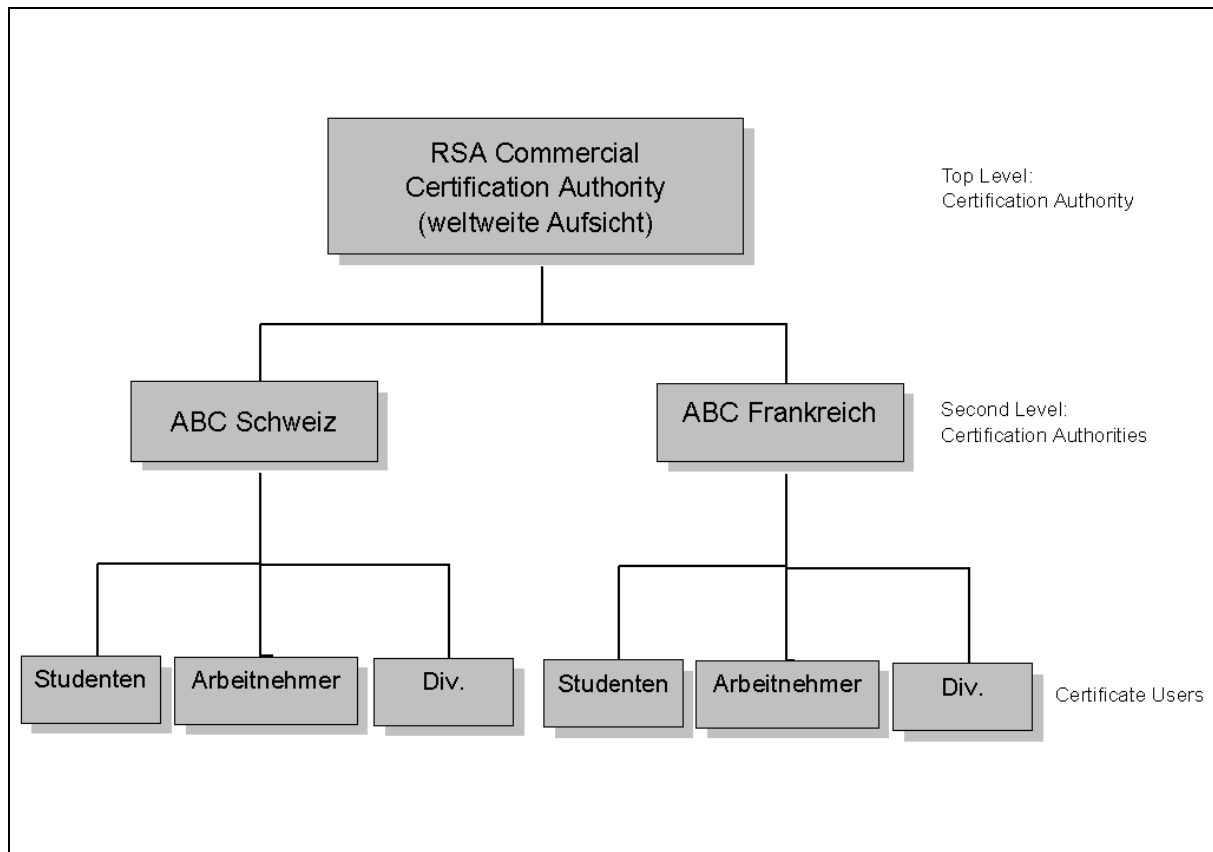 RSA Commercial
Certification Authority
(weltweite Aufsicht)
Top Level:
Certification Authority
ABC Schweiz
ABC Frankreich
Second Level:
Certification Authorities
Studenten
Arbeitnehmer
Div.
Studenten
Arbeitnehmer
Div.
Certificate Users